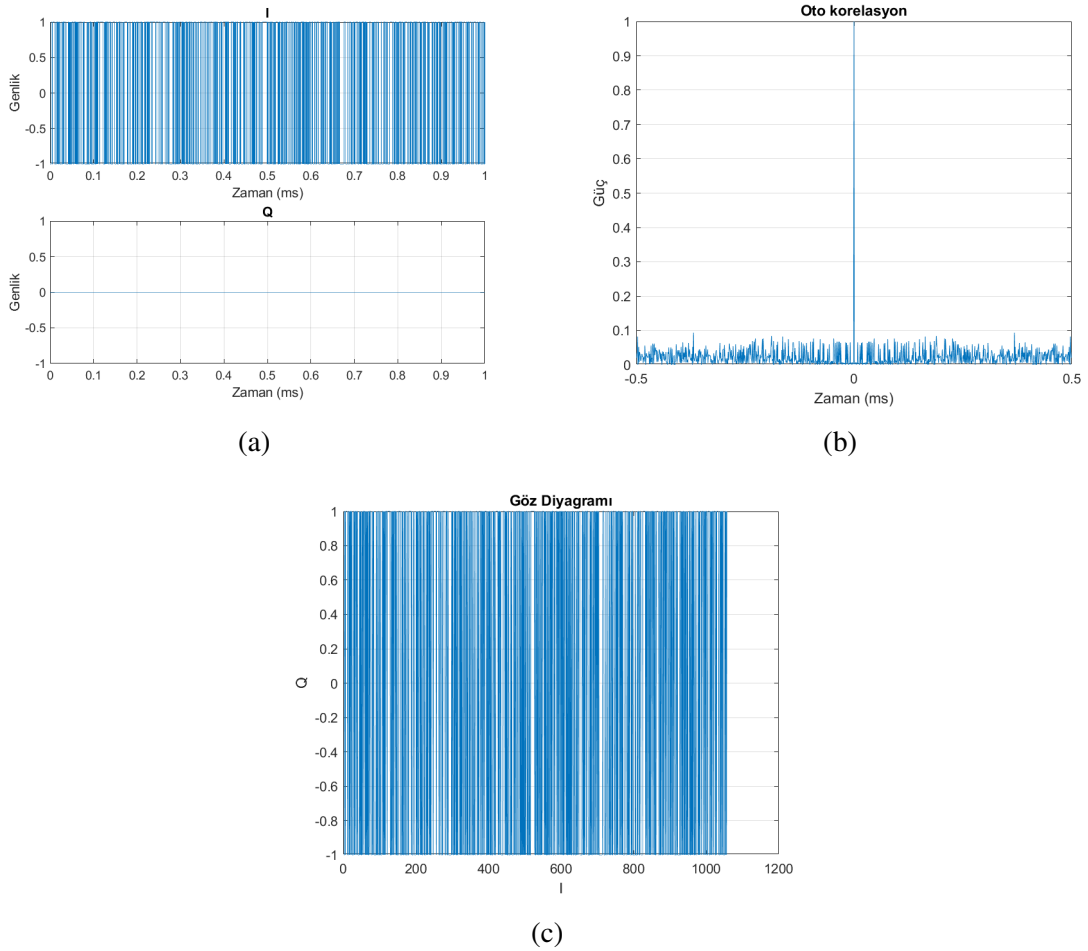 I
Genlik
1
0.5
0
-0.5
-1
0 0.1 0.2 0.3 0.4 0.5 0.6 0.7 0.8 0.9 1
Zaman (ms)
Q
Genlik
1
0.5
0
-0.5
-1
0 0.1 0.2 0.3 0.4 0.5 0.6 0.7 0.8 0.9 1
Zaman (ms)
(a)
Oto korelasyon
Güç
1
0.9
0.8
0.7
0.6
0.5
0.4
0.3
0.2
0.1
0
-0.5 0 0.5
Zaman (ms)
(b)
Göz Diyagramı
Q
1
0.8
0.6
0.4
0.2
0
-0.2
-0.4
-0.6
-0.8
-1
0 200 400 600 800 1000 1200
I
(c)